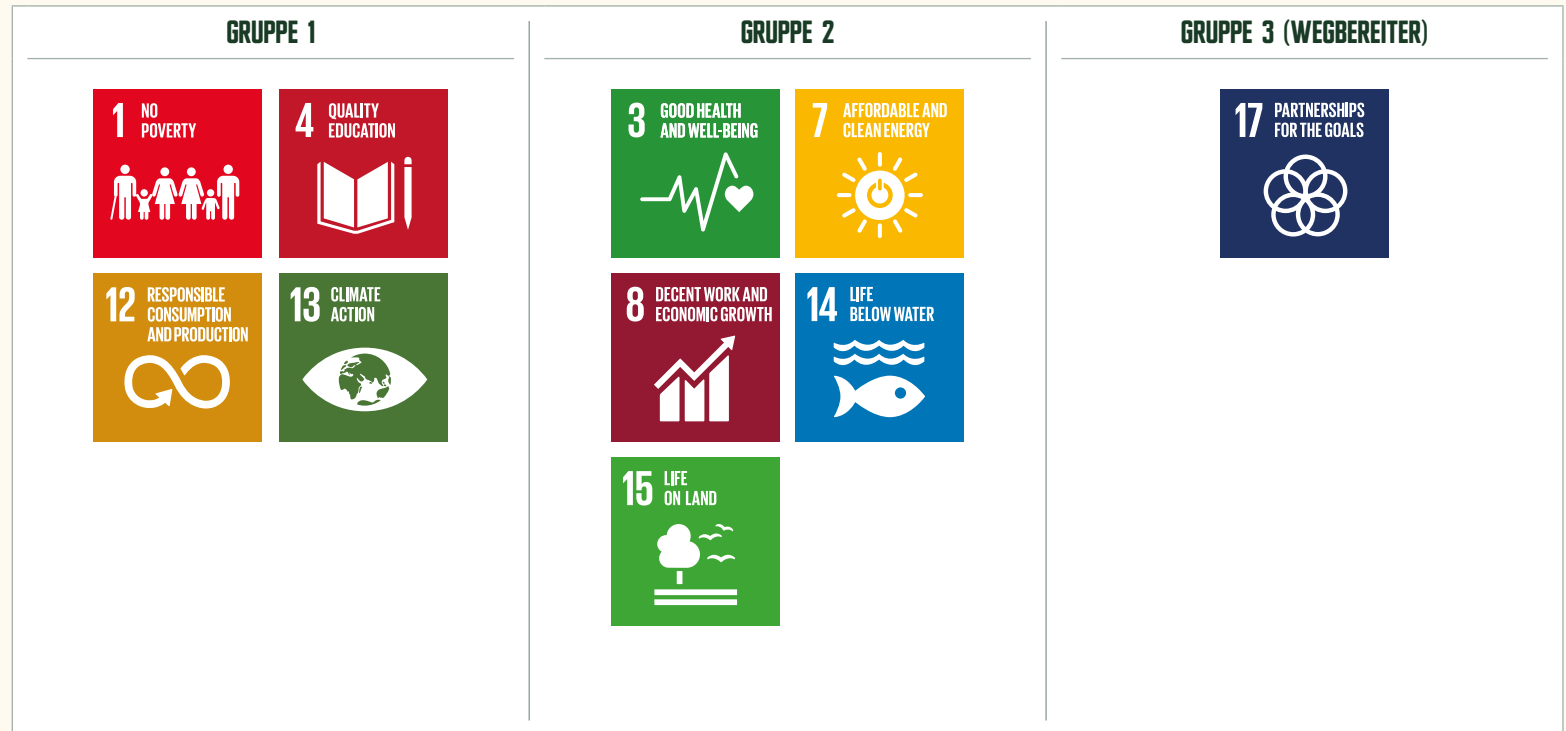 GRUPPE 1
1 NO
POVERTY
4 QUALITY
EDUCATION
12 RESPONSIBLE
CONSUMPTION
AND PRODUCTION
13 CLIMATE
ACTION
GRUPPE 2
3 GOOD HEALTH
AND WELL-BEING
7 AFFORDABLE AND
CLEAN ENERGY
8 DECENT WORK AND
ECONOMIC GROWTH
14 LIFE
BELOW WATER
15 LIFE
ON LAND
GRUPPE 3 (WEGBEREITER)
17 PARTNERSHIPS
FOR THE GOALS